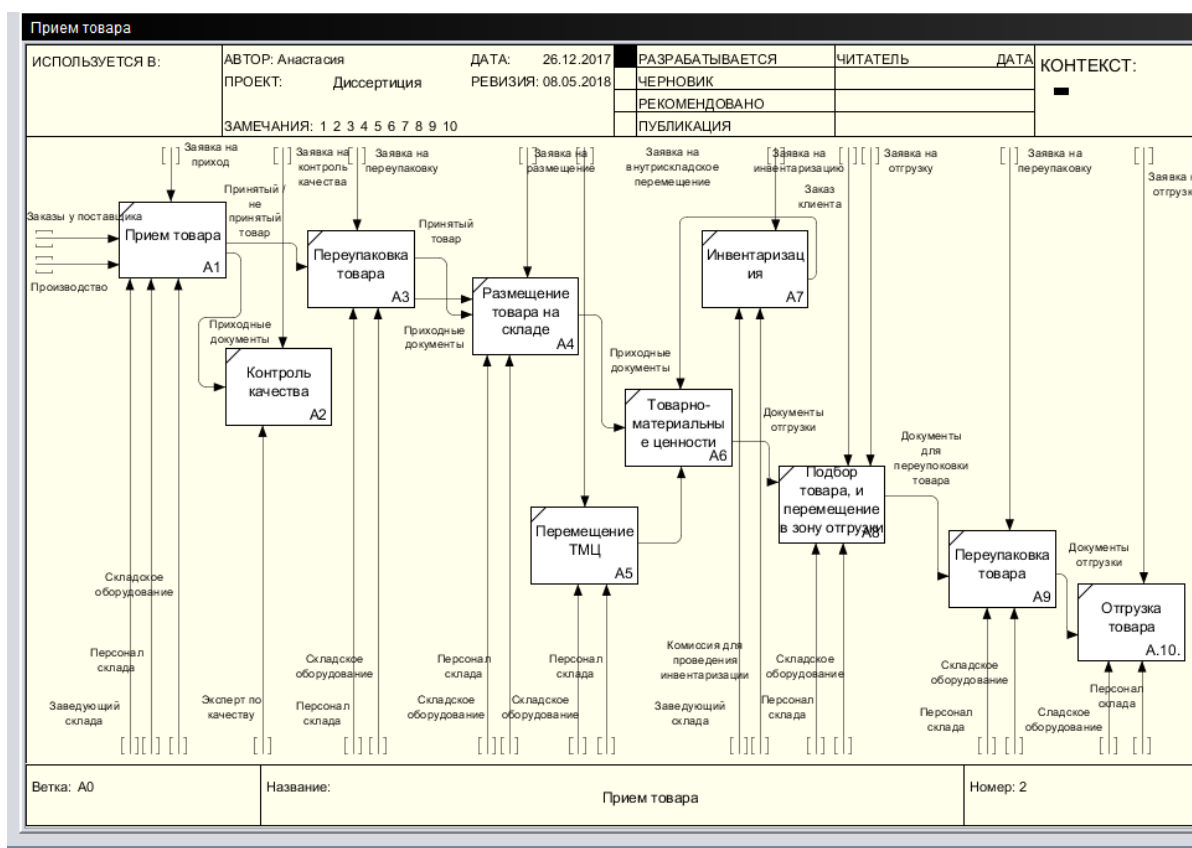 Прием товара
ИСПОЛЬЗУЕТСЯ В:
АВТОР: Анастасия
ДАТА: 26.12.2017
ПРОЕКТ: Диссертиция
РЕВИЗИЯ: 08.05.2018
ЗАМЕЧАНИЯ: 1 2 3 4 5 6 7 8 9 10
РАЗРАБАТЫВАЕТСЯ
ЧЕРНОВИК
РЕКОМЕНДОВАНО
ПУБЛИКАЦИЯ
ЧИТАТЕЛЬ
ДАТА
КОНТЕКСТ:
Заявка на
приход
Заявка на
контроль
качества
Заявка на
переупаковку
Заявка на
размещение
Заявка на
внутрискладское
перемещение
Заявка на
инвентаризацию
Заявка на
отгрузку
Заявка на
переупаковку
Заявка
отгрузк
Заказы у поставщика
Производство
Прием товара
A1
Принятый /
не
принятый
товар
Приходные
документы
Контроль
качества
A2
Переупаковка
товара
A3
Принятый
товар
Приходные
документы
Размещение
товара на
складе
A4
Приходные
документы
Заказ
клиента
Инвентаризац
ия
A7
Товарно-
материальны
е ценности
A6
Перемещение
ТМЦ
A5
Документы
отгрузки
Подбор
товара, и
перемещение
в зону отгрузки
A8
Документы
для
переупоковки
товара
Переупаковка
товара
A9
Документы
отгрузки
Отгрузка
товара
A.10.
Складское
оборудование
Персонал
склада
Заведующий
склада
Эксперт по
качеству
Складское
оборудование
Персонал
склада
Персонал
склада
Складское
оборудование
Складское
оборудование
Персонал
склада
Комиссия для
проведения
инвентаризации
Заведующий
склада
Складское
оборудование
Персонал
склада
Складское
оборудование
Персонал
склада
Персонал
склада
Сладское
оборудование
Ветка: A0
Название:
Прием товара
Номер: 2